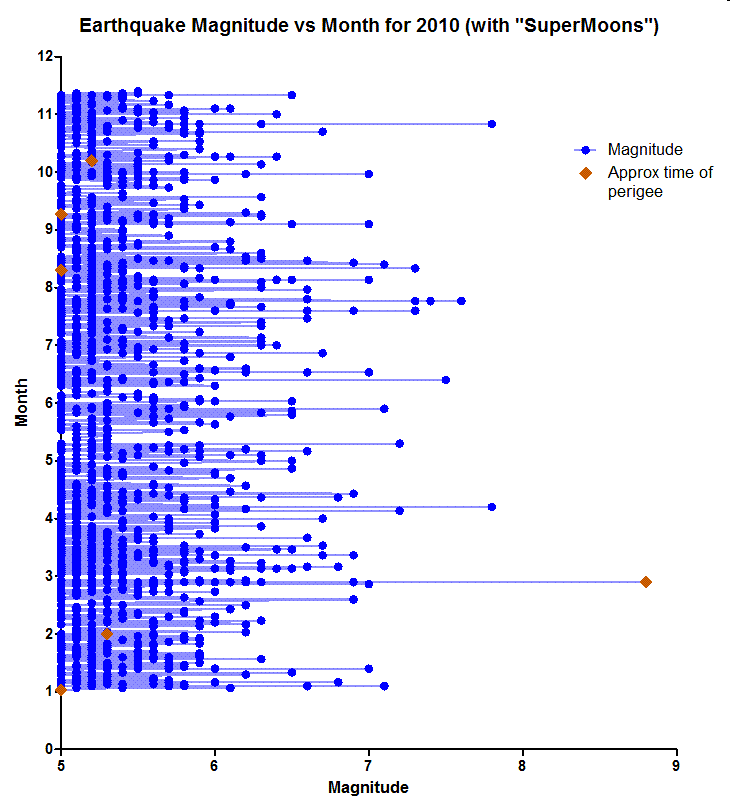 Earthquake Magnitude vs Month for 2010 (with "SuperMoons")
12
11
10
9
8
7
6
5
4
3
2
1
0
Month
5 6 7 8 9
Magnitude
Magnitude
Approx time of
perigee